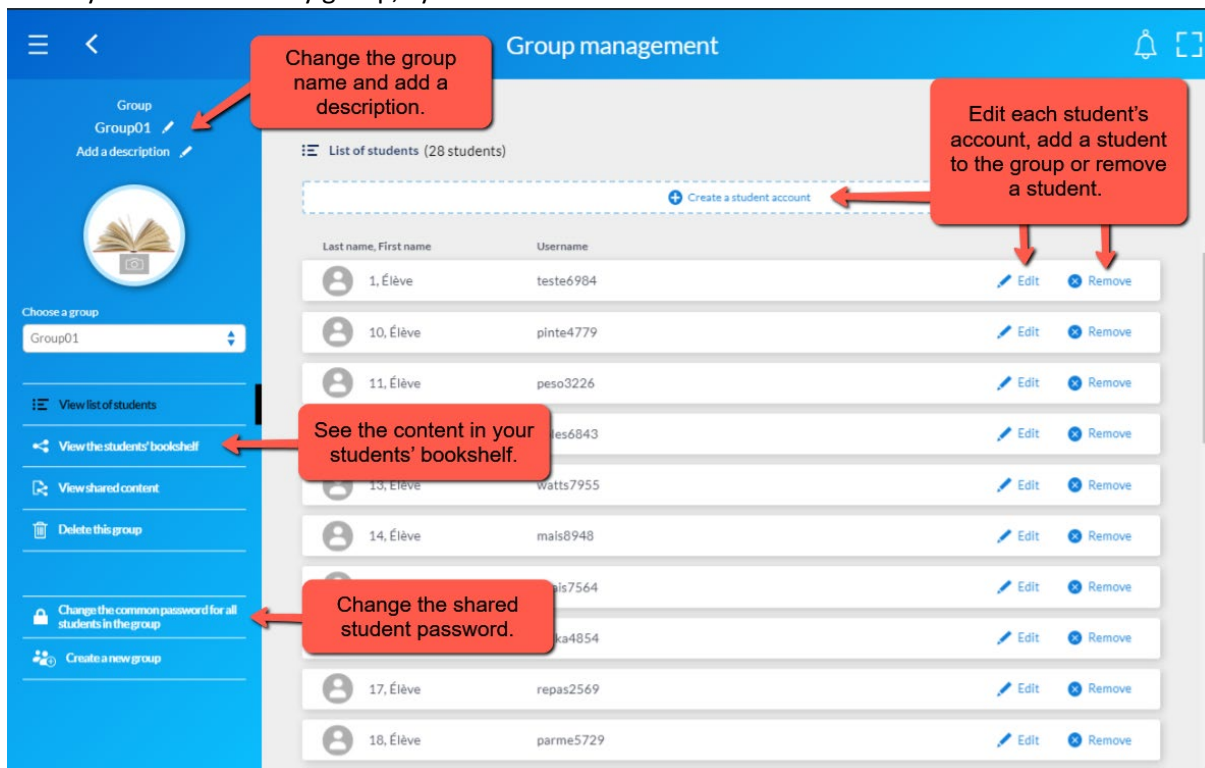 Group management
Change the group
name and add a
description.
Group
Group01
Add a description
Edit each student's
account, add a student
to the group or remove
a student.
List of students (28 students)
Create a student account
Last name, First name Username
1, Élève teste6984 Edit Remove
10, Élève pinte4779 Edit Remove
11, Élève peso3226 Edit Remove
Edit Remove
13, Élève watts7955 Edit Remove
14, Élève mais8948 Edit Remove
Edit Remove
Edit Remove
17, Élève repas2569 Edit Remove
18, Élève parme5729 Edit Remove
Choose a group
Group01
View list of students
View the students' bookshelf
See the content in your
students' bookshelf.
View shared content
Delete this group
Change the common password for all
students in the group
Change the shared
student password.
Create a new group